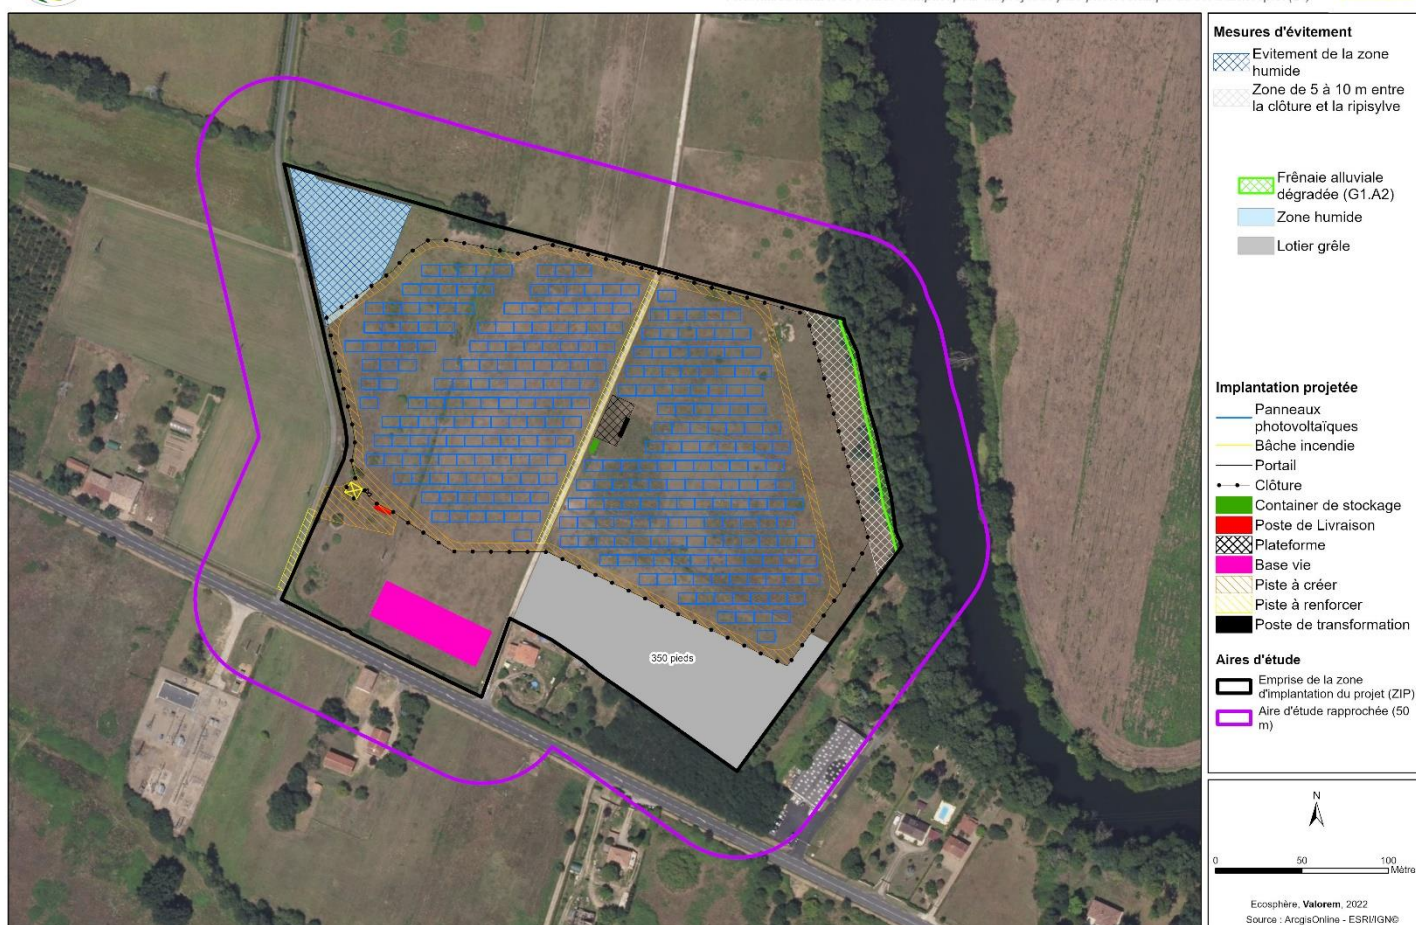 Mesures d'évitement
Evitement de la zone
humide
Zone de 5 à 10 m entre
la clôture et la ripisylve
Frênaie alluviale
dégradée (G1.A2)
Zone humide
Lotier grêle
Implantation projetée
Panneaux
photovoltaïques
Bâche incendie
Portail
Clôture
Container de stockage
Poste de Livraison
Plateforme
Base vie
Piste à créer
Piste à renforcer
Poste de transformation
Aires d'étude
Emprise de la zone
d'implantation du projet (ZIP)
Aire d'étude rapprochée (50
m)
350 pieds
N
0 50 100
Mètre
Ecosphère, Valorem, 2022
Source : ArcgisOnline - ESRI/IGN©